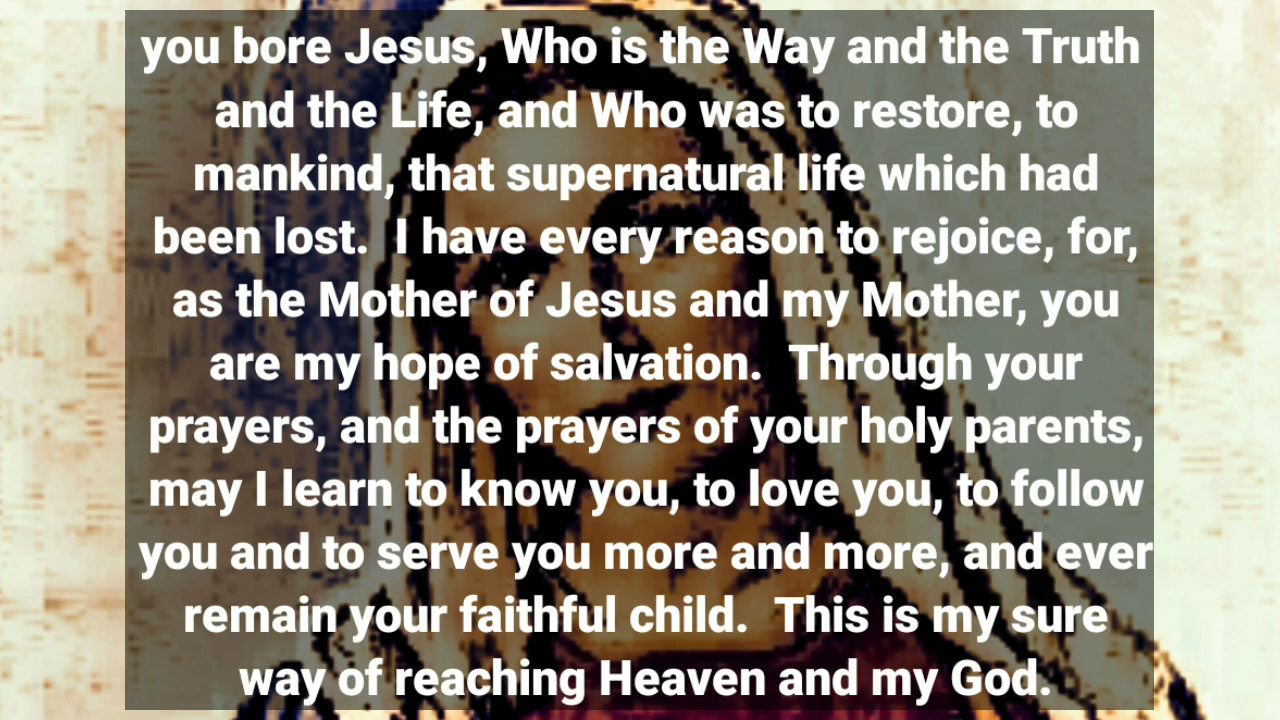 you bore Jesus, Who is the Way and the Truth
and the Life, and Who was to restore, to
mankind, that supernatural life which had
been lost.  I have every reason to rejoice, for,
as the Mother of Jesus and my Mother, you
are my hope of salvation.  Through your
prayers, and the prayers of your holy parents,
may I learn to know you, to love you, to follow
you and to serve you more and more, and ever
remain your faithful child.  This is my sure
way of reaching Heaven and my God.